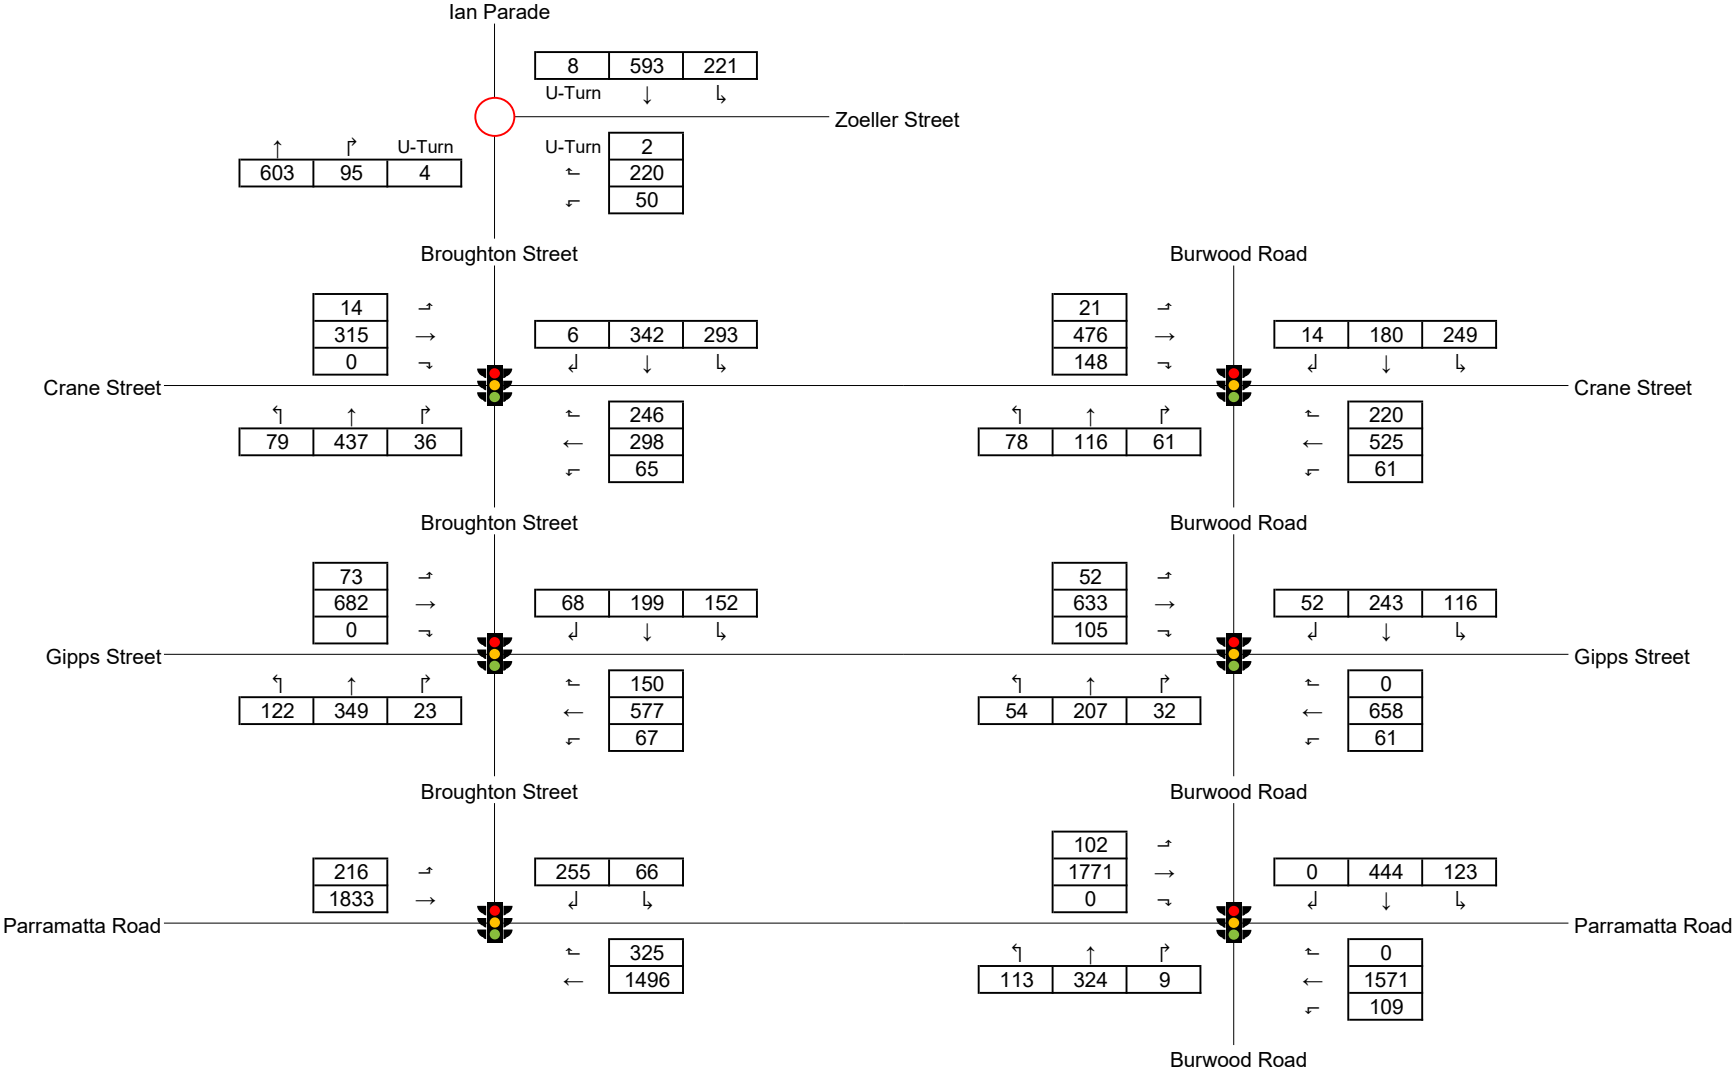 Ian Parade
8 593 221
U-Turn ↓ ↳
Zoeller Street
↑ ↱ U-Turn
603 95 4
U-Turn 2
220
50
Broughton Street
Burwood Road
14
315 →
0
6 342 293
21
476 →
148
14 180 249
Crane Street
Crane Street
↰ ↑ ↱
79 437 36
246
← 298
65
↰ ↑ ↱
78 116 61
220
← 525
61
Broughton Street
Burwood Road
73
682 →
0
68 199 152
52
633 →
105
52 243 116
Gipps Street
Gipps Street
↰ ↑ ↱
122 349 23
150
← 577
67
↰ ↑ ↱
54 207 32
0
← 658
61
Broughton Street
Burwood Road
216
1833 →
255 66
102
1771 →
0
0 444 123
Parramatta Road
Parramatta Road
325
← 1496
↰ ↑ ↱
113 324 9
0
← 1571
109
Burwood Road